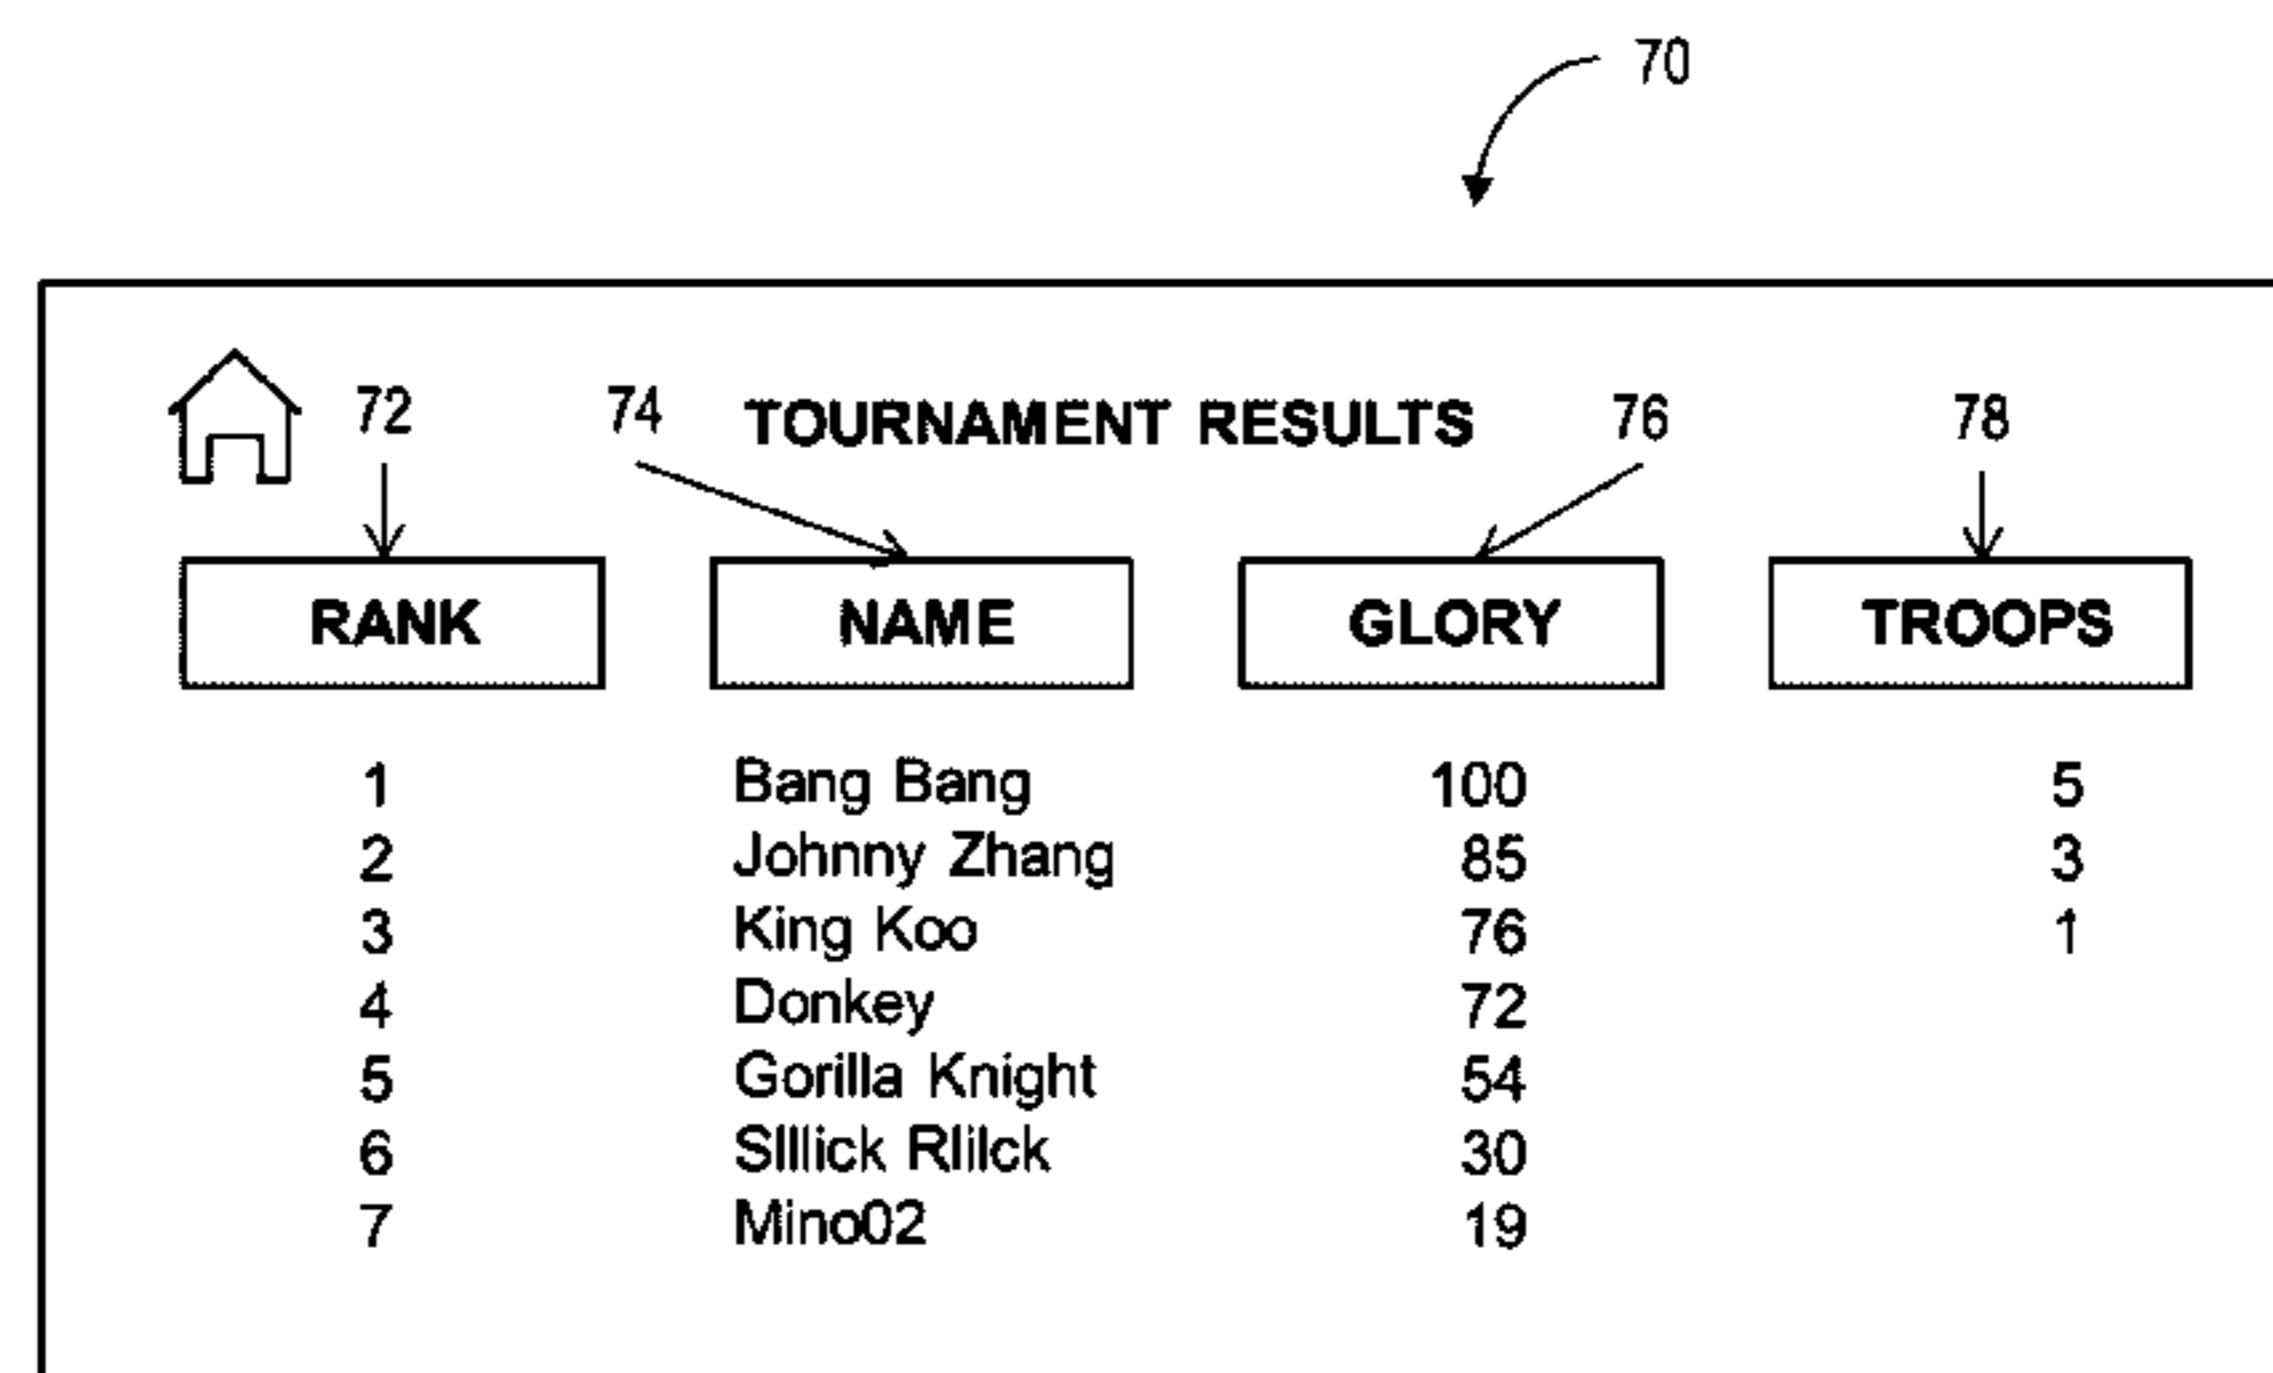 70
72 74 TOURNAMENT RESULTS 76 78
RANK NAME GLORY TROOPS
1 Bang Bang 100 5
2 Johnny Zhang 85 3
3 King Koo 76 1
4 Donkey 72
5 Gorilla Knight 54
6 Slllick Rlilck 30
7 Mino02 19